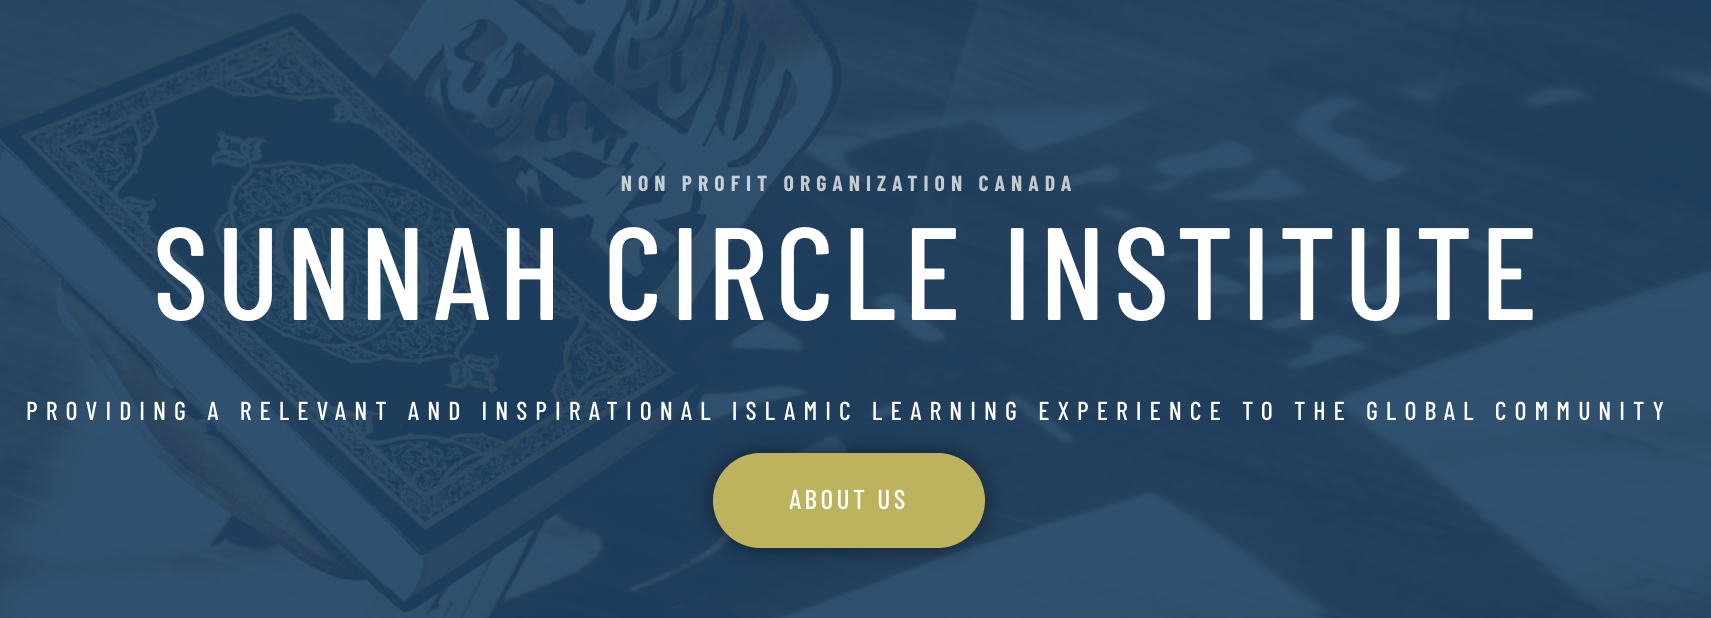 NON PROFIT ORGANIZATION CANADA
SUNNAH CIRCLE INSTITUTE
PROVIDING A RELEVANT AND INSPIRATIONAL ISLAMIC LEARNING EXPERIENCE TO THE GLOBAL COMMUNITY
ABOUT US